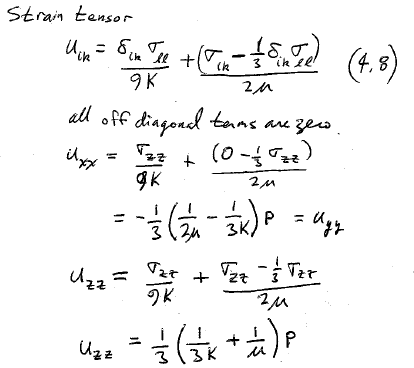 Strain tensor
u_ik = δ_ik σ_ll / 9K + (σ_ik - 1/3 δ_ik σ_ll) / 2μ (4,8)
all off diagonal terms are zero.
u_xx = σ_zz / 9K + (0 - 1/3 σ_zz) / 2μ
= -1/3 (1/2μ - 1/3K) P = u_yy
u_zz = σ_zz / 9K + σ_zz - 1/3 σ_zz / 2μ
u_zz = 1/3 (1/3K + 1/μ) P